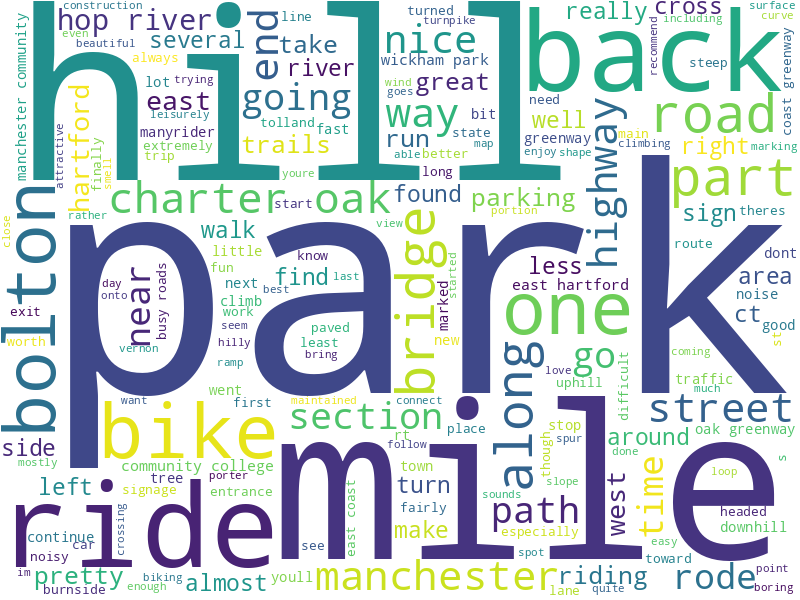 construction
line
turnpike
cross
surface
hop river
even
nice
really
including
curve
beautiful
several
end
take
turned
back
recommend
coast greenway
manchester community
always
river
wickham park
steep
hill
lot
trying
going
great
wind
goes
need
state
leisurely
east
way
well
greenway
road
hartford
manyrider
tolland
fast
run
bit
main
attractive
finally
extremely
trails
able
better
map
enjoy
shape
right
marking
trip
smell
youre
long
climbing
highway
part
rather
charter oak
start
found
parking
portion
close
bolton
walk
view
bridge
sign
theres
park
day
onto
near
busy roads
little
know
find
less
marked
started
route
dont
fun
next
last
east hartford
area
noise
exit
climb
best
work
ct
good
worth
vernon
seem
hilly
paved
least
new
one
st
ramp
bring
along
go
love
uphill
difficult
traffic
coming
much
want
went
first
maintained
connect
bike
section
place
path
street
side
rt
follow
spur
stop
though
around
oak greenway
mostly
community college
town
sounds
slope
done
loop
s
tree
porter
mile
fairly
spot
west
time
left
signage
entrance
turn
east coast
headed
ride
crossing
make
especially
downhill
continue
car
see
easy
toward
noisy
biking
youll
lane
im
pretty
almost
manchester
riding
rode
point
burnside
enough
quite
boring